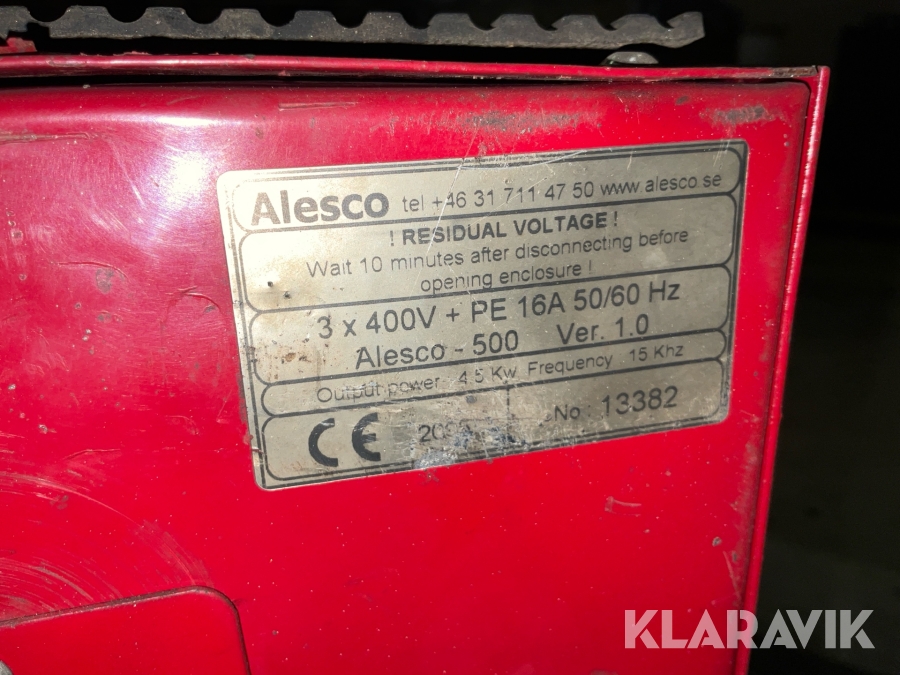 Alesco tel +46 31 711 47 50 www.alesco.se
! RESIDUAL VOLTAGE !
Wait 10 minutes after disconnecting before
opening enclosure !
3 x 400V + PE 16A 50/60 Hz
Alesco - 500 Ver. 1.0
Output power 4.5 Kw Frequency 15 Khz
CE No : 13382
KLARAVIK